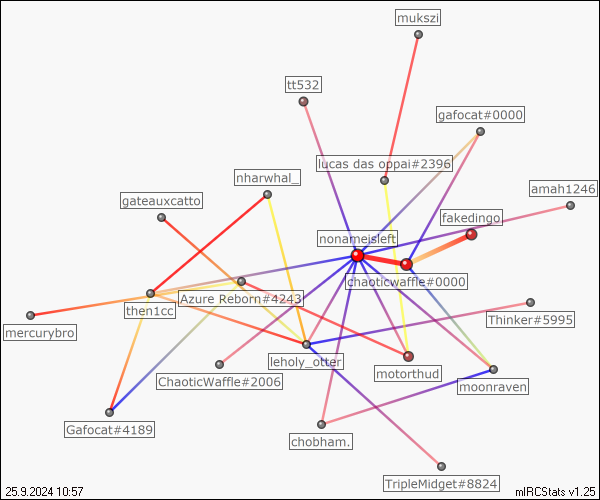 mukszi
tt532
gafocat#0000
lucas das oppai#2396
nharwhal_
amah1246
gateauxcatto
fakedingo.
nonamejsleft
chaoticwaffle#0000
Azure Reborn#4243
then1cc
Thinker#5995
mercurybro
leholy_otter
motorthud
ChaoticWaffle#2006
moonraven
Gafocat#4189
chobham.
TripleMidget#8824
25.9.2024 10:57
mIRCStats v1.25